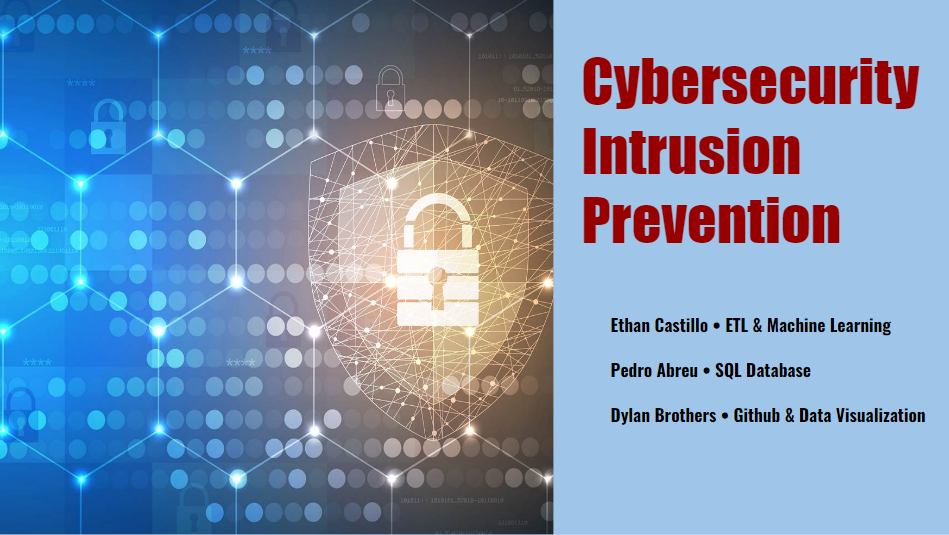 Cybersecurity
Intrusion
Prevention
Ethan Castillo • ETL & Machine Learning
Pedro Abreu • SQL Database
Dylan Brothers • Github & Data Visualization
****
****
****
****